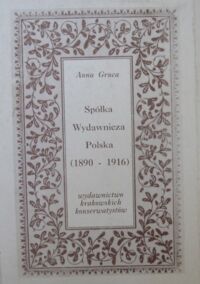 Anna Gruca
Spółka
Wydawnicza
Polska
(1890 - 1916)
wydawnictwo
krakowskich
konserwatystów